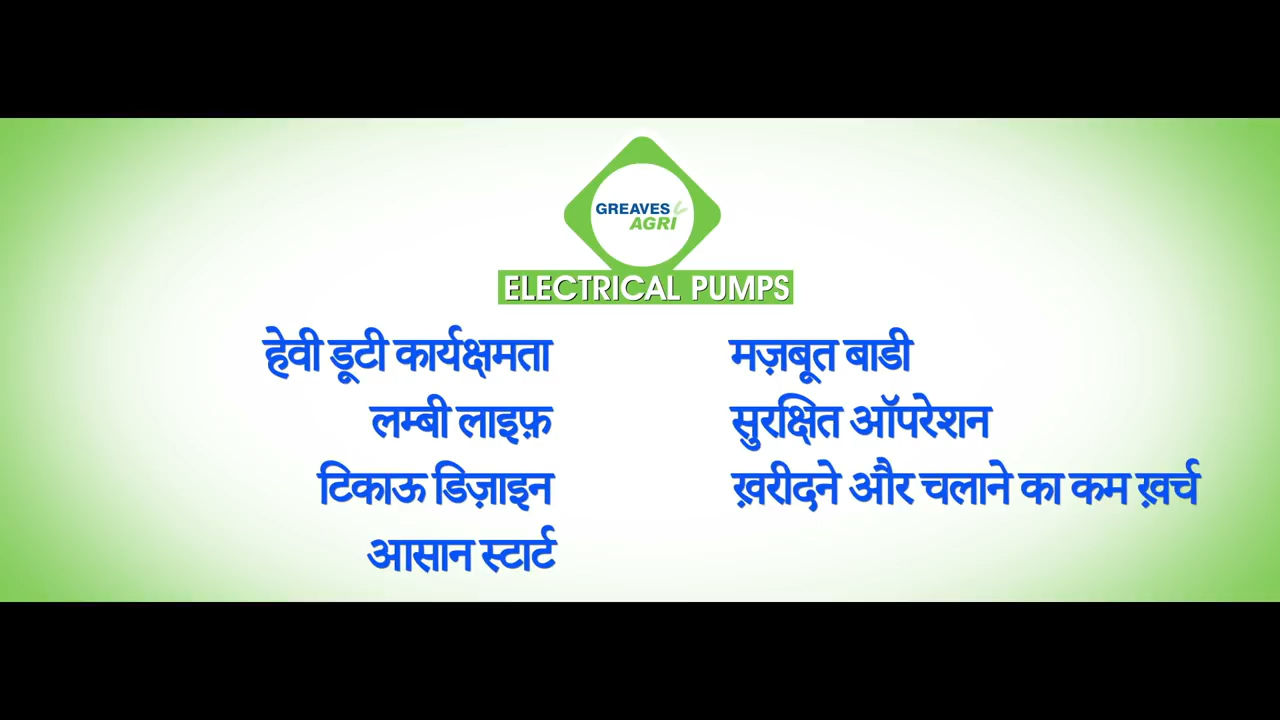 GREAVES
AGRI
ELECTRICAL PUMPS
हेवी डूटी कार्यक्षमता
लम्बी लाइफ़
टिकाऊ डिज़ाइन
आसान स्टार्ट
मज़बूत बाडी
सुरक्षित ऑपरेशन
ख़रीदने और चलाने का कम ख़र्च